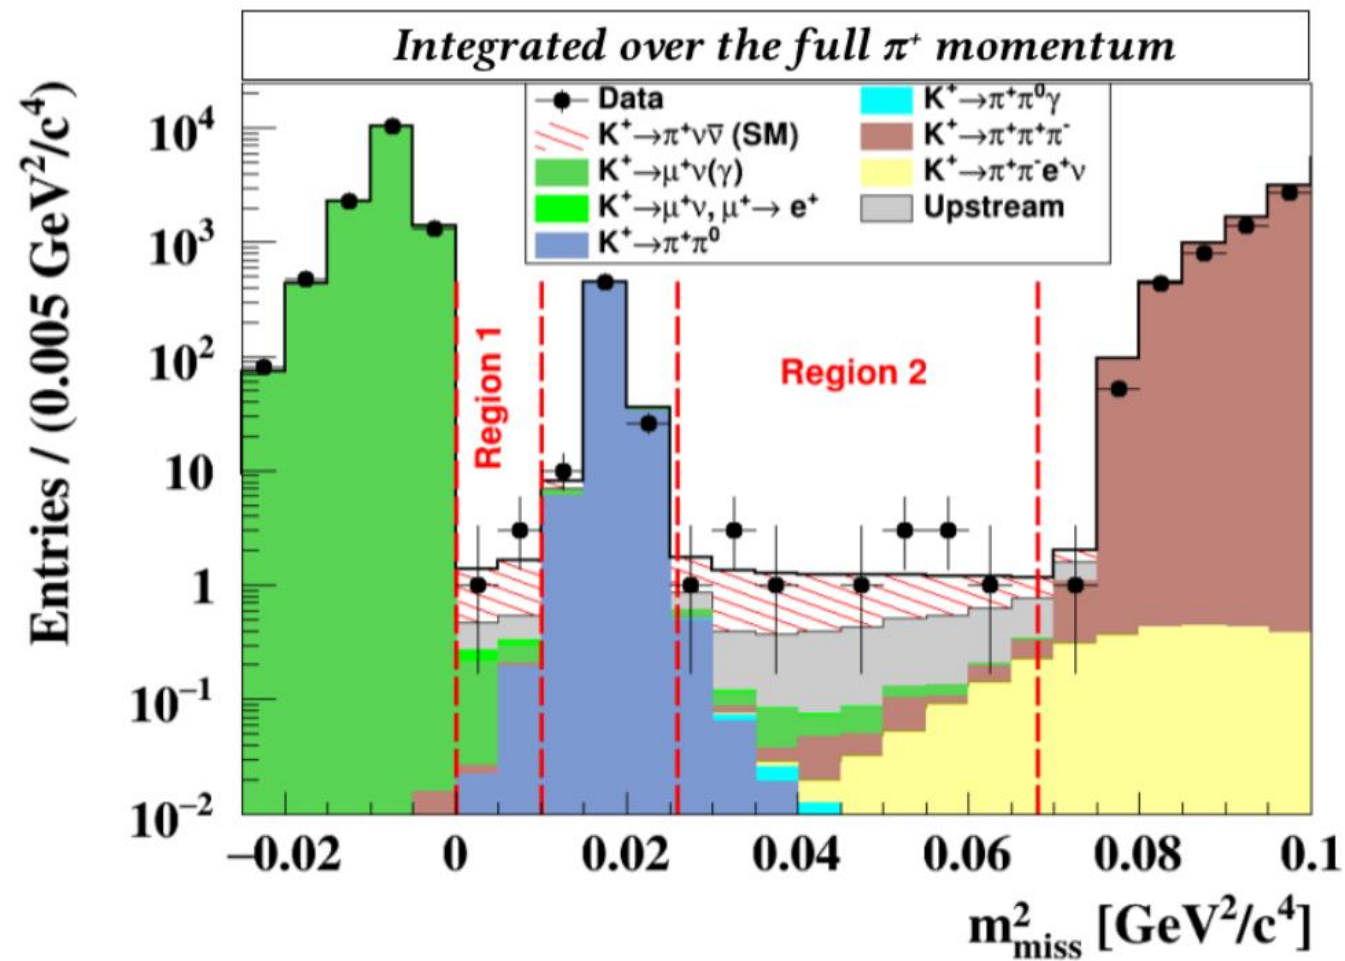 Integrated over the full π⁺ momentum
Entries / (0.005 GeV²/c⁴)
10⁴
10³
10²
10
1
10⁻¹
10⁻²
Data
K⁺→π⁺νν̅ (SM)
K⁺→μ⁺ν(γ)
K⁺→μ⁺ν, μ⁺→ e⁺
K⁺→π⁺π⁰
K⁺→π⁺π⁰γ
K⁺→π⁺π⁺π⁻
K⁺→π⁺π⁻e⁺ν
Upstream
Region 1
Region 2
−0.02 0 0.02 0.04 0.06 0.08 0.1
m²miss [GeV²/c⁴]